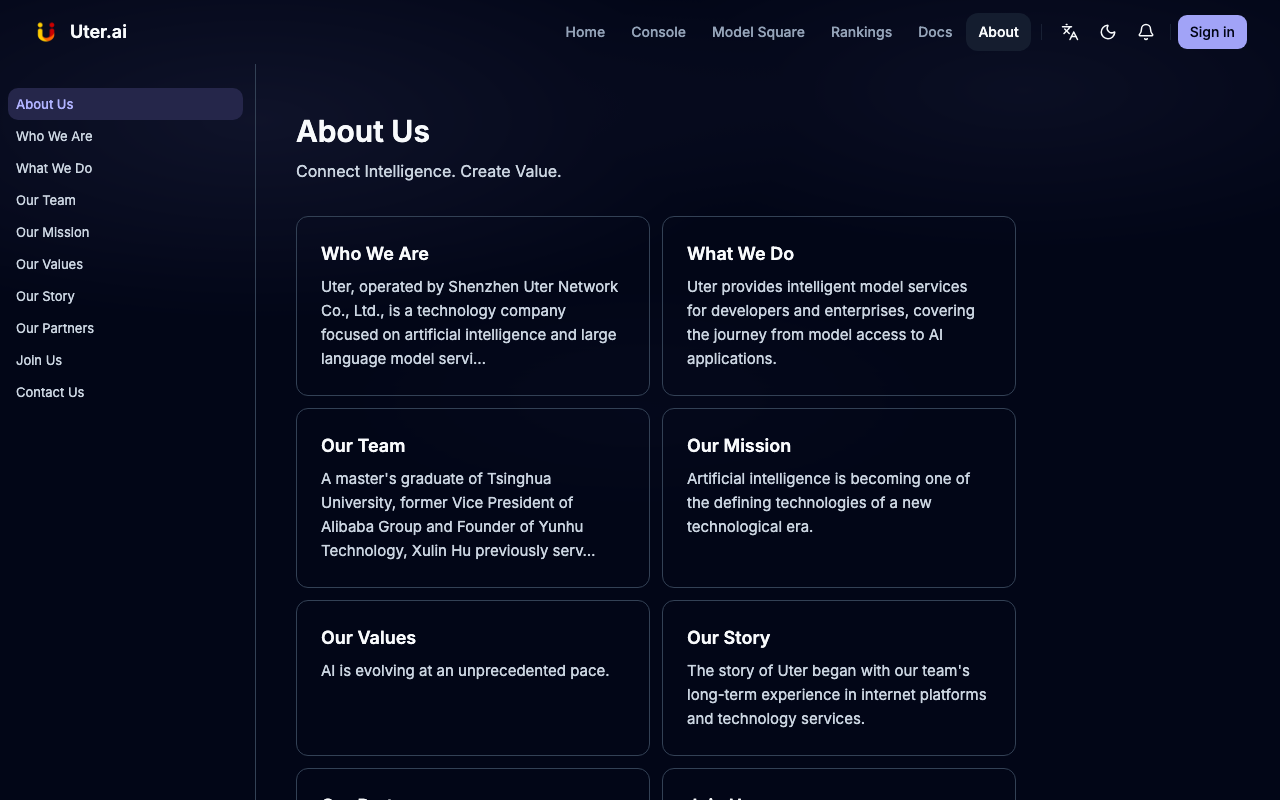 Uter.ai
Home
Console
Model Square
Rankings
Docs
About
Sign in
About Us
Who We Are
What We Do
Our Team
Our Mission
Our Values
Our Story
Our Partners
Join Us
Contact Us
About Us
Connect Intelligence. Create Value.
Who We Are
Uter, operated by Shenzhen Uter Network
Co., Ltd., is a technology company
focused on artificial intelligence and large
language model servi...
What We Do
Uter provides intelligent model services
for developers and enterprises, covering
the journey from model access to AI
applications.
Our Team
A master's graduate of Tsinghua
University, former Vice President of
Alibaba Group and Founder of Yunhu
Technology, Xulin Hu previously serv...
Our Mission
Artificial intelligence is becoming one of
the defining technologies of a new
technological era.
Our Values
AI is evolving at an unprecedented pace.
Our Story
The story of Uter began with our team's
long-term experience in internet platforms
and technology services.